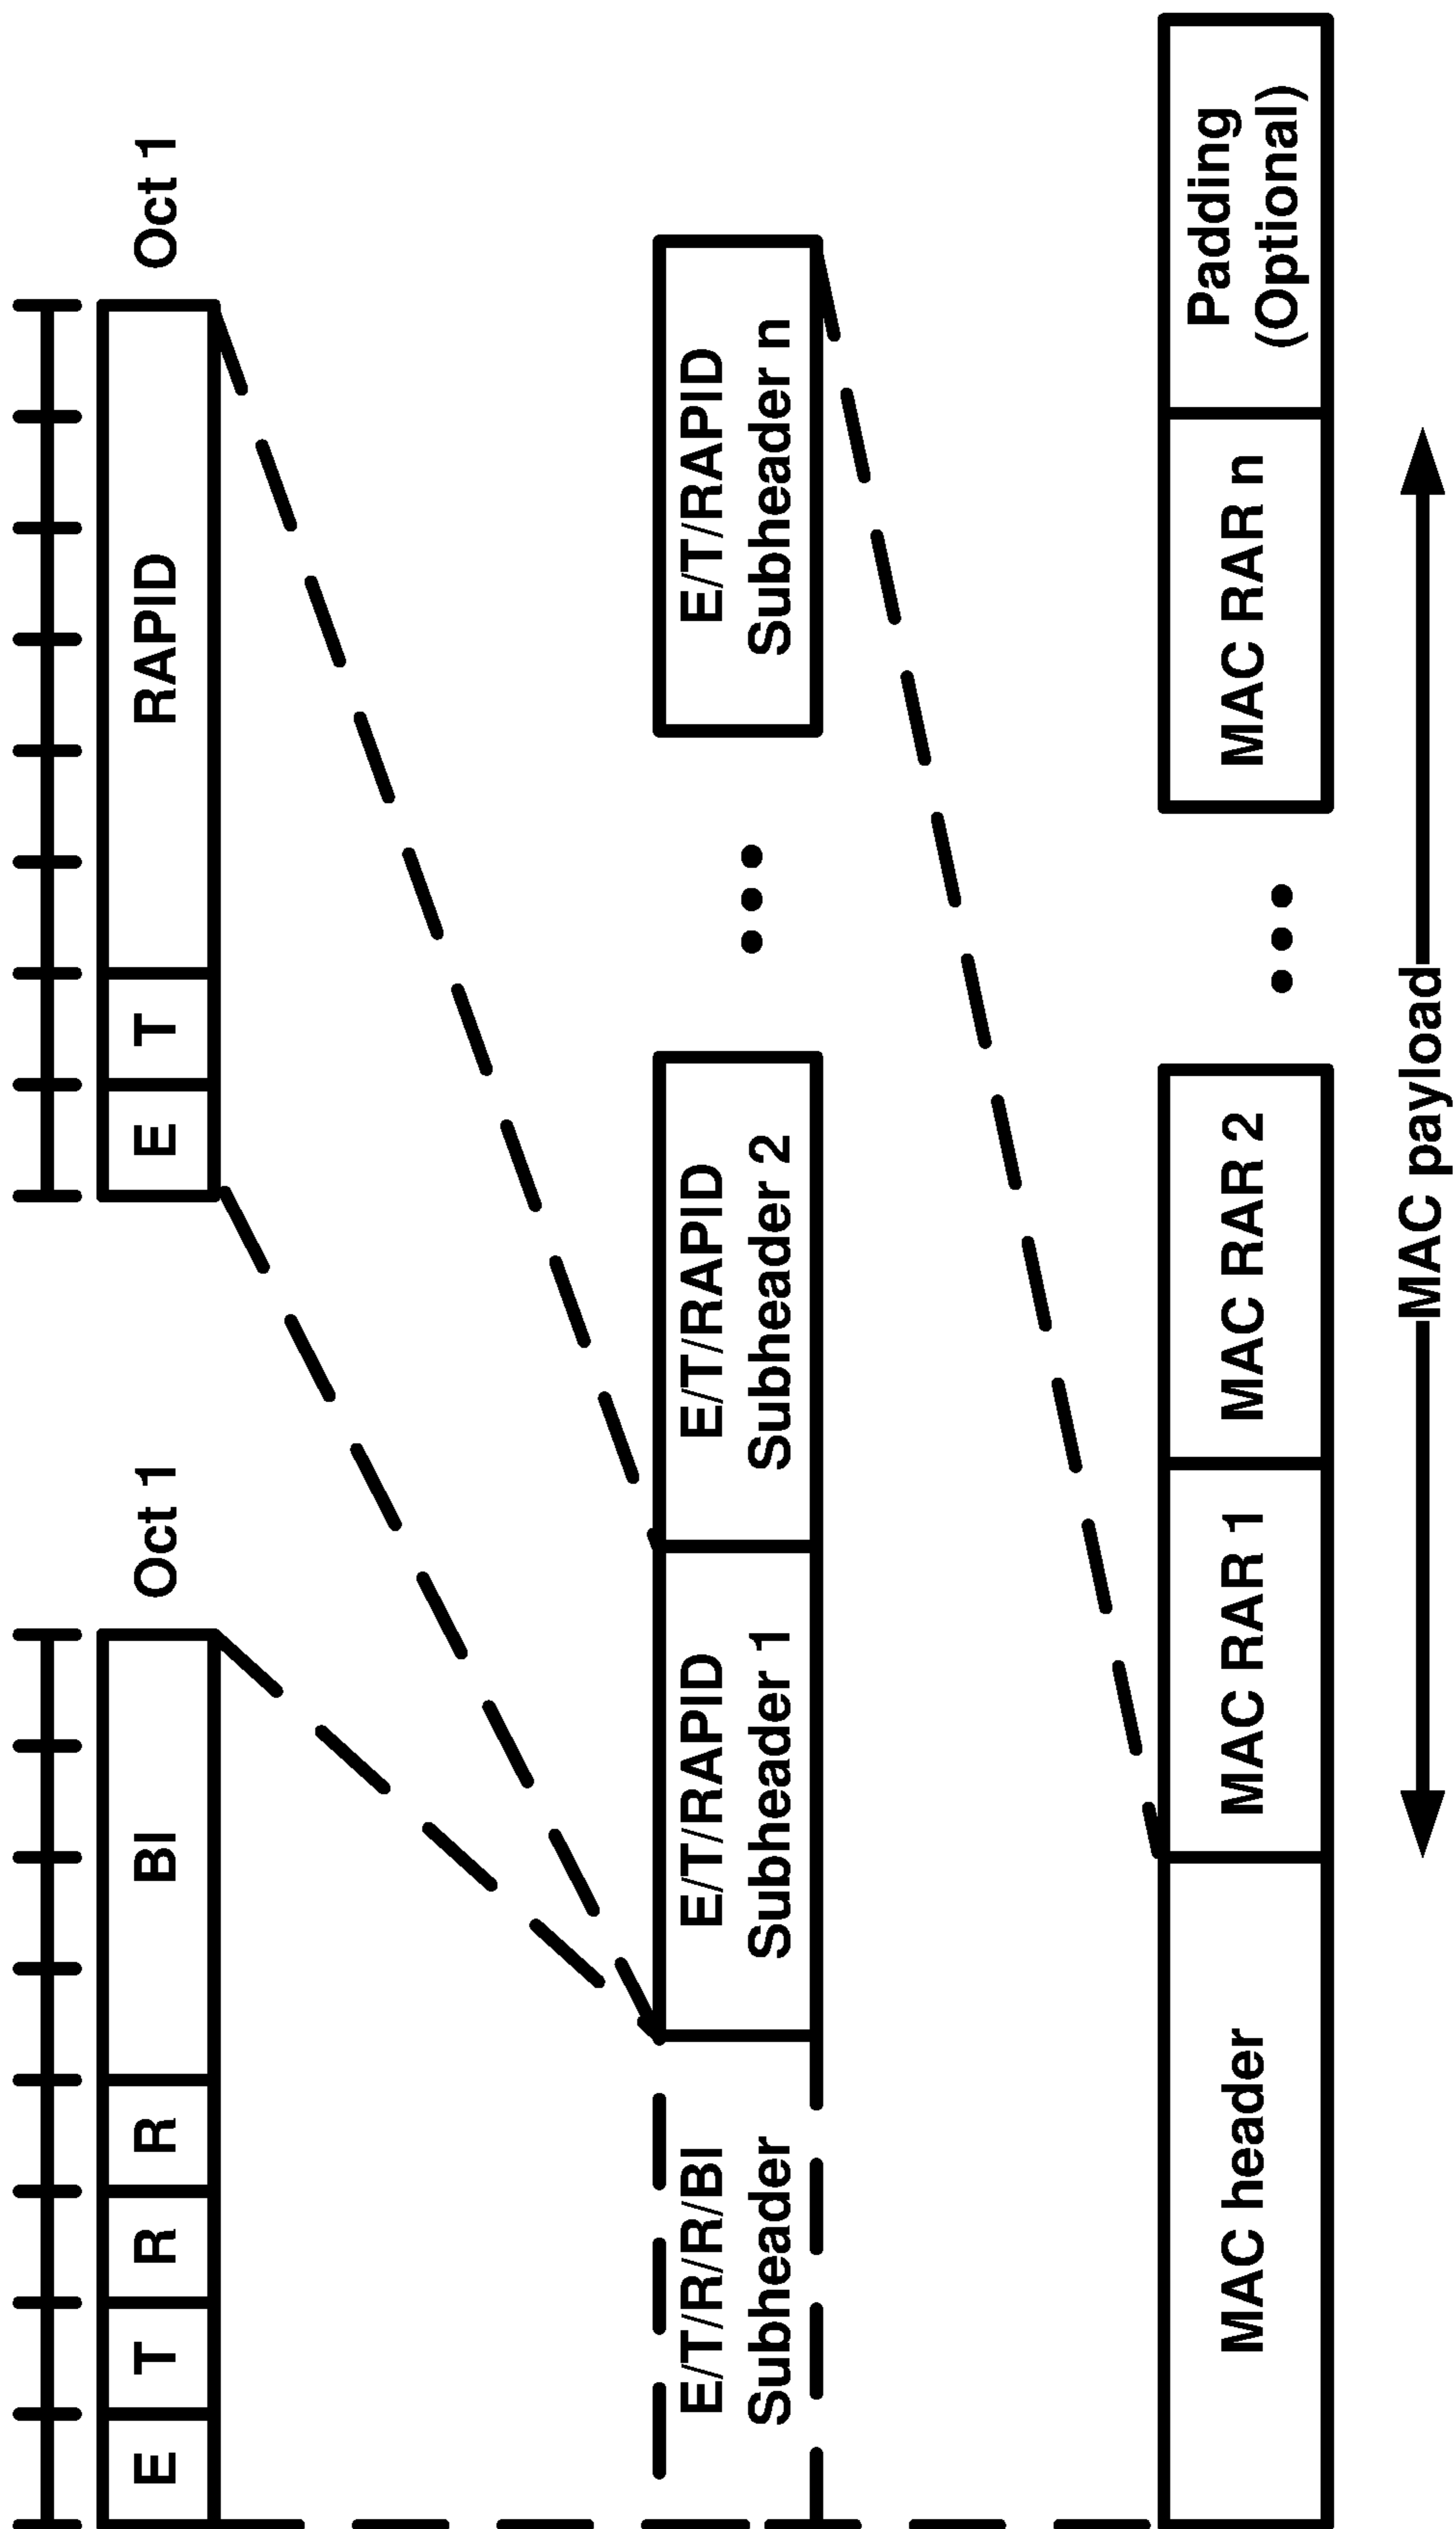 E T R R BI Oct 1
E T RAPID Oct 1
E/T/R/R/BI
Subheader
E/T/RAPID
Subheader 1
E/T/RAPID
Subheader 2
...
E/T/RAPID
Subheader n
MAC header
MAC RAR 1
MAC RAR 2
...
MAC RAR n
Padding
(Optional)
MAC payload